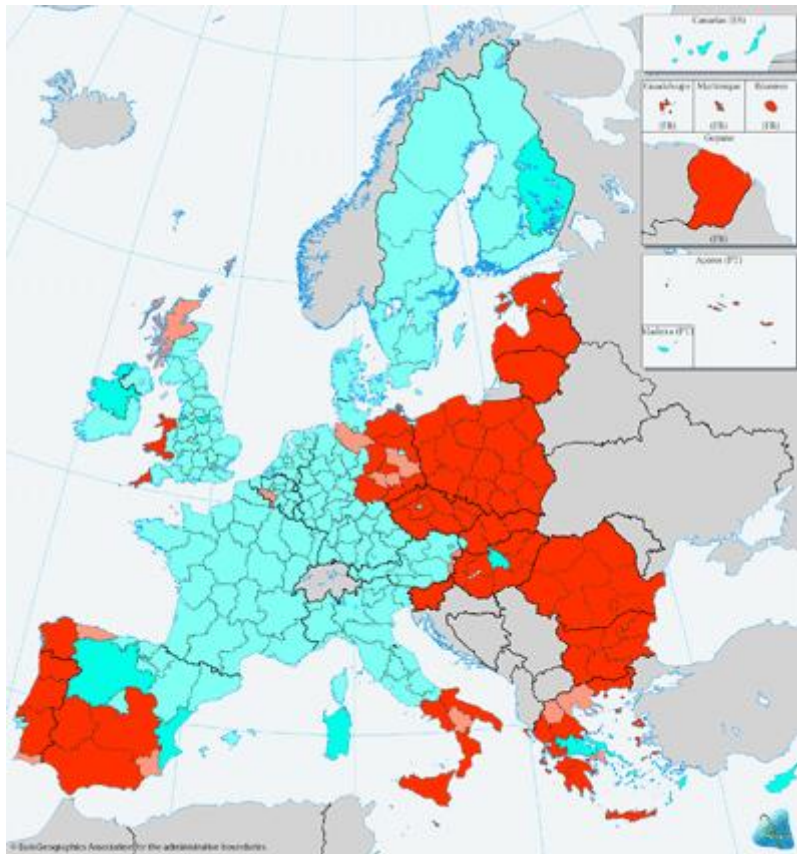 Canarias (ES)
Guadeloupe Martinique Réunion
(FR) (FR) (FR)
Guyane
(FR)
Açores (PT)
Madeira (PT)
© EuroGeographics Association for the administrative boundaries